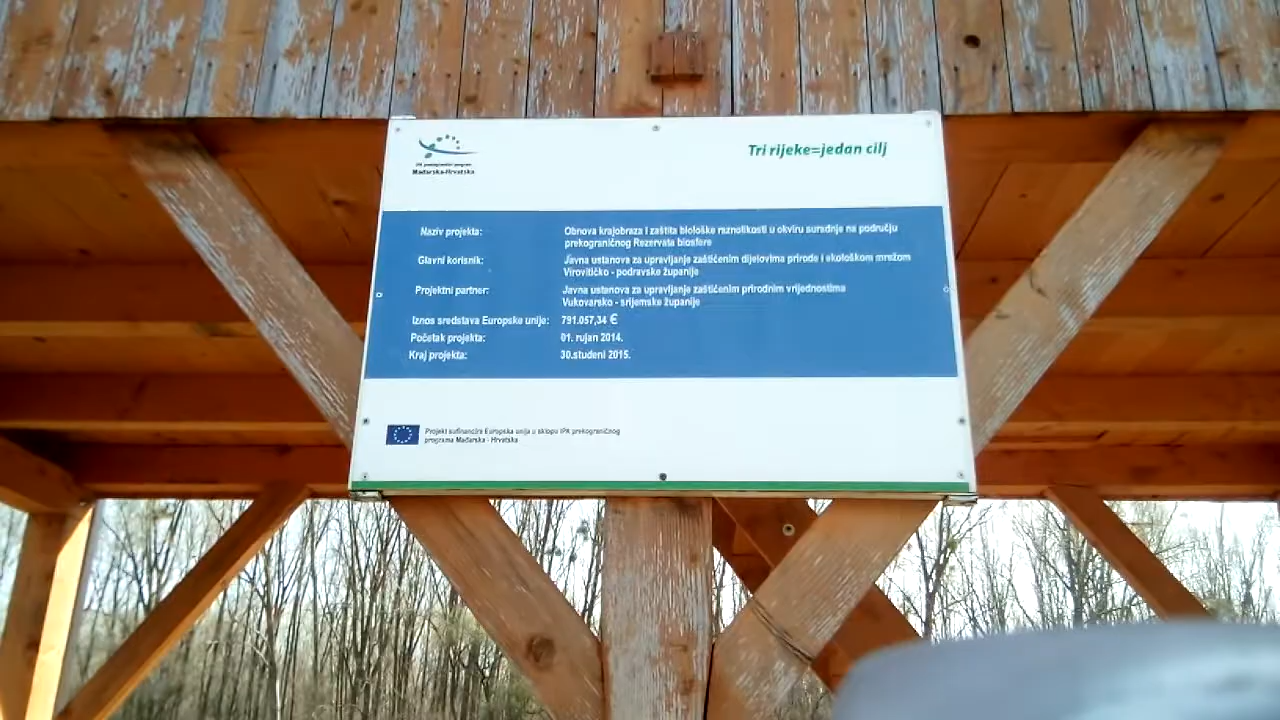 IPA prekogranični program
Mađarska-Hrvatska
Tri rijeke=jedan cilj
Naziv projekta: Obnova krajobraza i zaštita biološke raznolikosti u okviru suradnje na području
prekograničnog Rezervata biosfere
Glavni korisnik: Javna ustanova za upravljanje zaštićenim dijelovima prirode i ekološkom mrežom
Virovitičko - podravske županije
Projektni partner: Javna ustanova za upravljanje zaštićenim prirodnim vrijednostima
Vukovarsko - srijemske županije
Iznos sredstava Europske unije: 791.057,34 €
Početak projekta: 01. rujan 2014.
Kraj projekta: 30.studeni 2015.
Projekt sufinancira Europska unija u sklopu IPA prekograničnog
programa Mađarska - Hrvatska